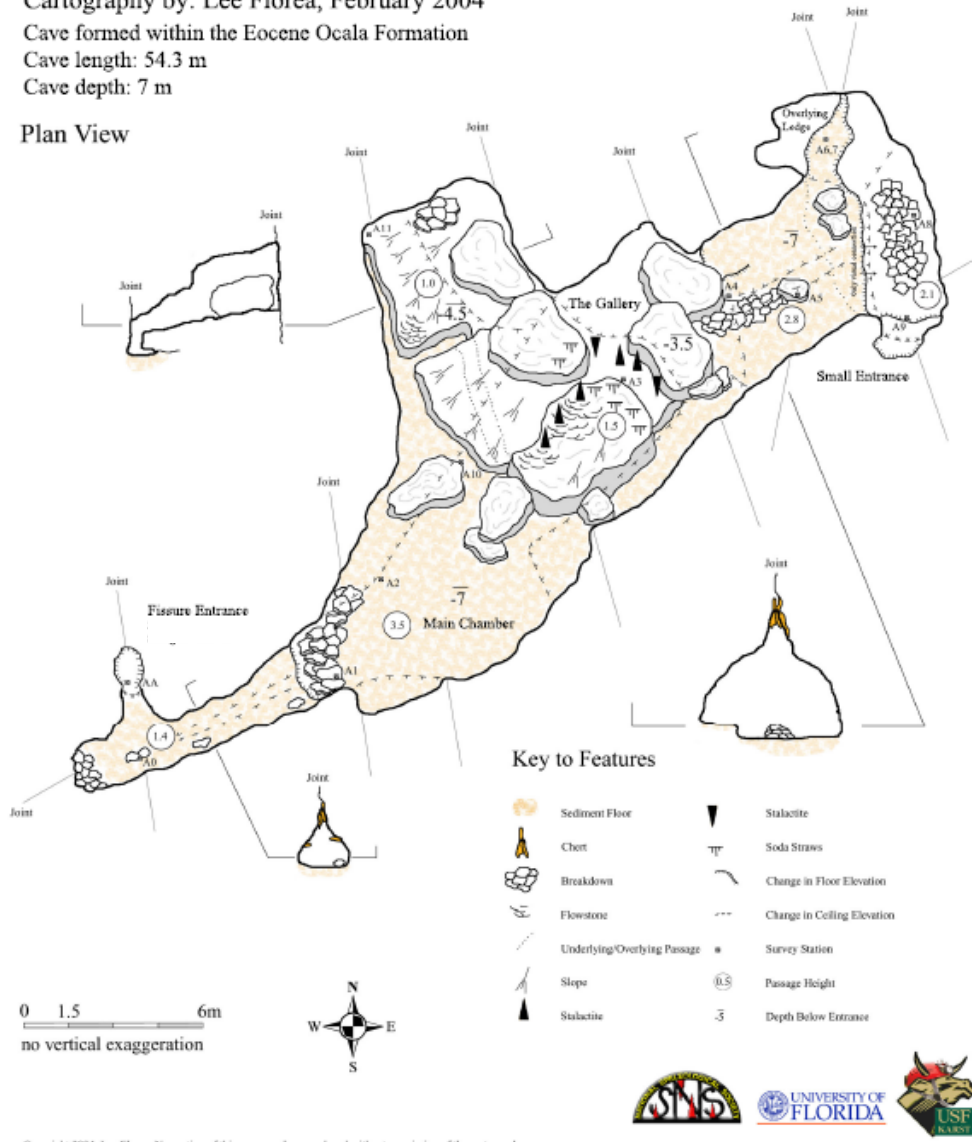 Cartography by: Lee Florea, February 2004
Cave formed within the Eocene Ocala Formation
Cave length: 54.3 m
Cave depth: 7 m
Plan View
Joint
Joint
Joint
Joint
Joint
Overlying
Ledge
A6,7
A11
A8
Joint
-7
1.0
Joint
The Gallery
A4
A5
2.1
-4.5
2.8
A9
-3.5
Small Entrance
A3
1.5
A10
Joint
A2
Joint
Joint
Fissure Entrance
-7
3.5
Main Chamber
A1
AA
1.4
A0
Joint
Joint
Key to Features
Sediment Floor
Stalactite
Chert
Soda Straws
Breakdown
Change in Floor Elevation
Flowstone
Change in Ceiling Elevation
Underlying/Overlying Passage
Survey Station
Slope
0.5
Passage Height
Stalactite
-5
Depth Below Entrance
0 1.5 6m
no vertical exaggeration
N
W E
S
UNIVERSITY OF
FLORIDA
USF
KARST